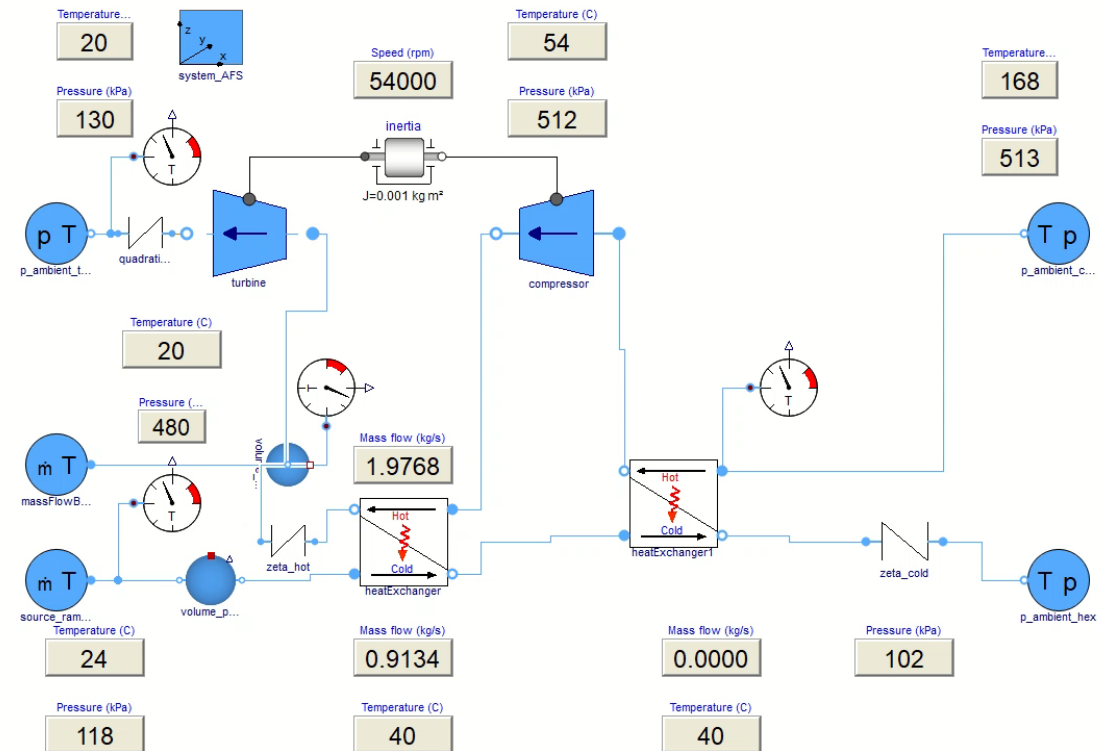 Temperature...
20
z
y
x
system_AFS
Temperature (C)
54
Speed (rpm)
54000
Temperature...
168
Pressure (kPa)
130
Pressure (kPa)
512
inertia
J=0.001 kg m²
Pressure (kPa)
513
T
p T
p_ambient_t...
quadrati...
turbine
compressor
T p
p_ambient_c...
Temperature (C)
20
T
T
Pressure (...
480
Mass flow (kg/s)
1.9768
ṁ T
massFlowB...
T
Hot
Cold
heatExchanger1
Hot
Cold
heatExchanger
zeta_hot
zeta_cold
ṁ T
source_ram...
volume_p...
T p
p_ambient_hex
Temperature (C)
24
Mass flow (kg/s)
0.9134
Mass flow (kg/s)
0.0000
Pressure (kPa)
102
Pressure (kPa)
118
Temperature (C)
40
Temperature (C)
40